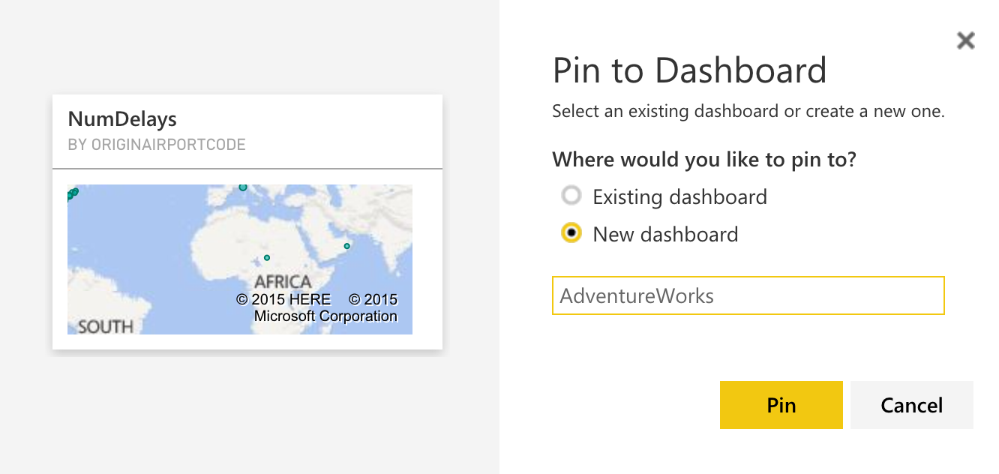 NumDelays
BY ORIGINAIRPORTCODE
AFRICA
© 2015 HERE © 2015
Microsoft Corporation
SOUTH
Pin to Dashboard
Select an existing dashboard or create a new one.
Where would you like to pin to?
Existing dashboard
New dashboard
AdventureWorks
Pin
Cancel